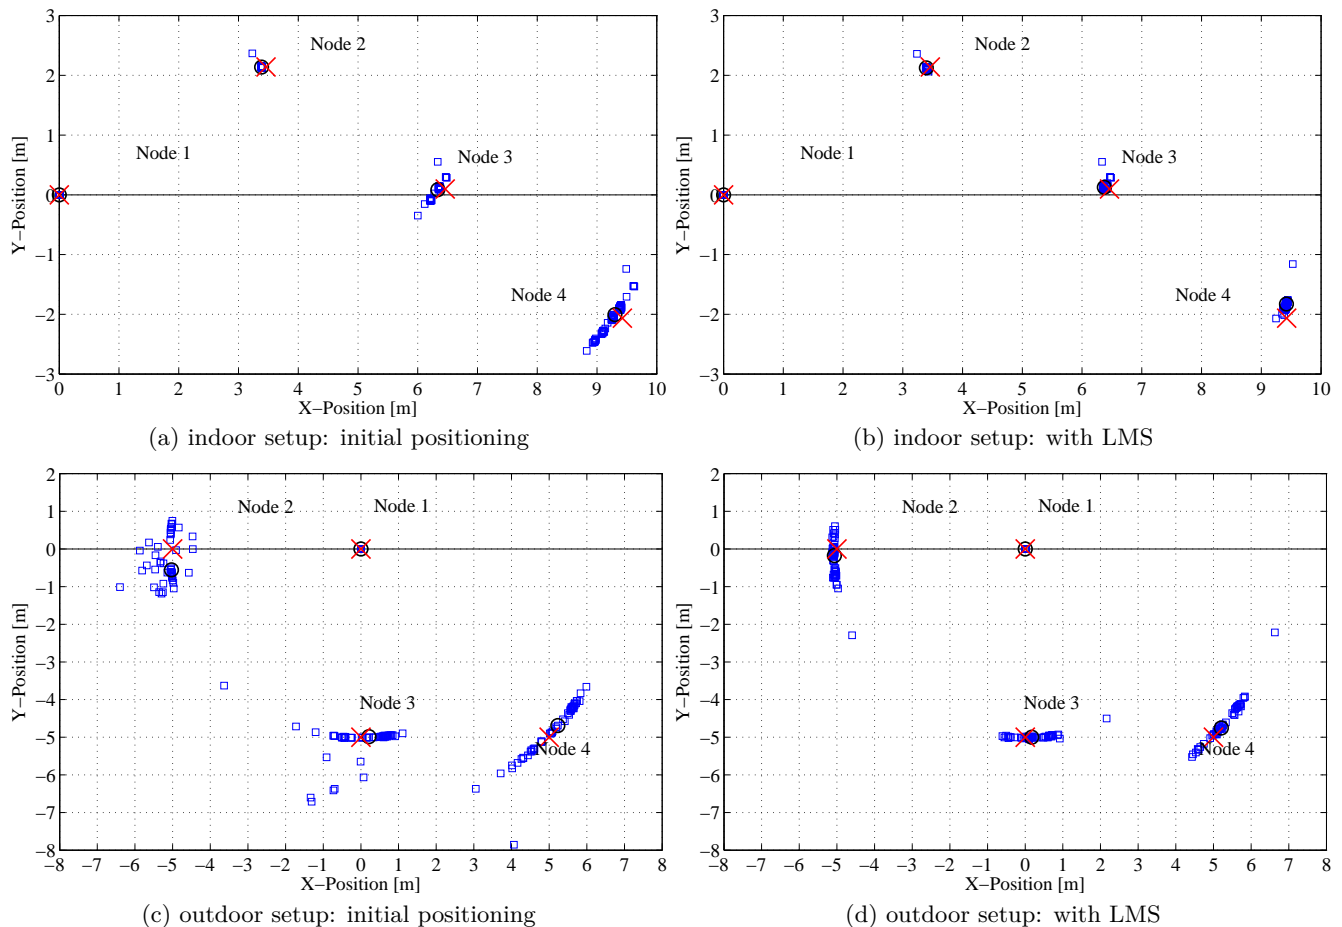 3
2
1
0
−1
−2
−3
Y−Position [m]
Node 1
Node 2
Node 3
Node 4
0 1 2 3 4 5 6 7 8 9 10
X−Position [m]
(a) indoor setup: initial positioning
3
2
1
0
−1
−2
−3
Y−Position [m]
Node 1
Node 2
Node 3
Node 4
0 1 2 3 4 5 6 7 8 9 10
X−Position [m]
(b) indoor setup: with LMS
2
1
0
−1
−2
−3
−4
−5
−6
−7
−8
Y−Position [m]
Node 2
Node 1
Node 3
Node 4
−8 −7 −6 −5 −4 −3 −2 −1 0 1 2 3 4 5 6 7 8
X−Position [m]
(c) outdoor setup: initial positioning
2
1
0
−1
−2
−3
−4
−5
−6
−7
−8
Y−Position [m]
Node 2
Node 1
Node 3
Node 4
−8 −7 −6 −5 −4 −3 −2 −1 0 1 2 3 4 5 6 7 8
X−Position [m]
(d) outdoor setup: with LMS